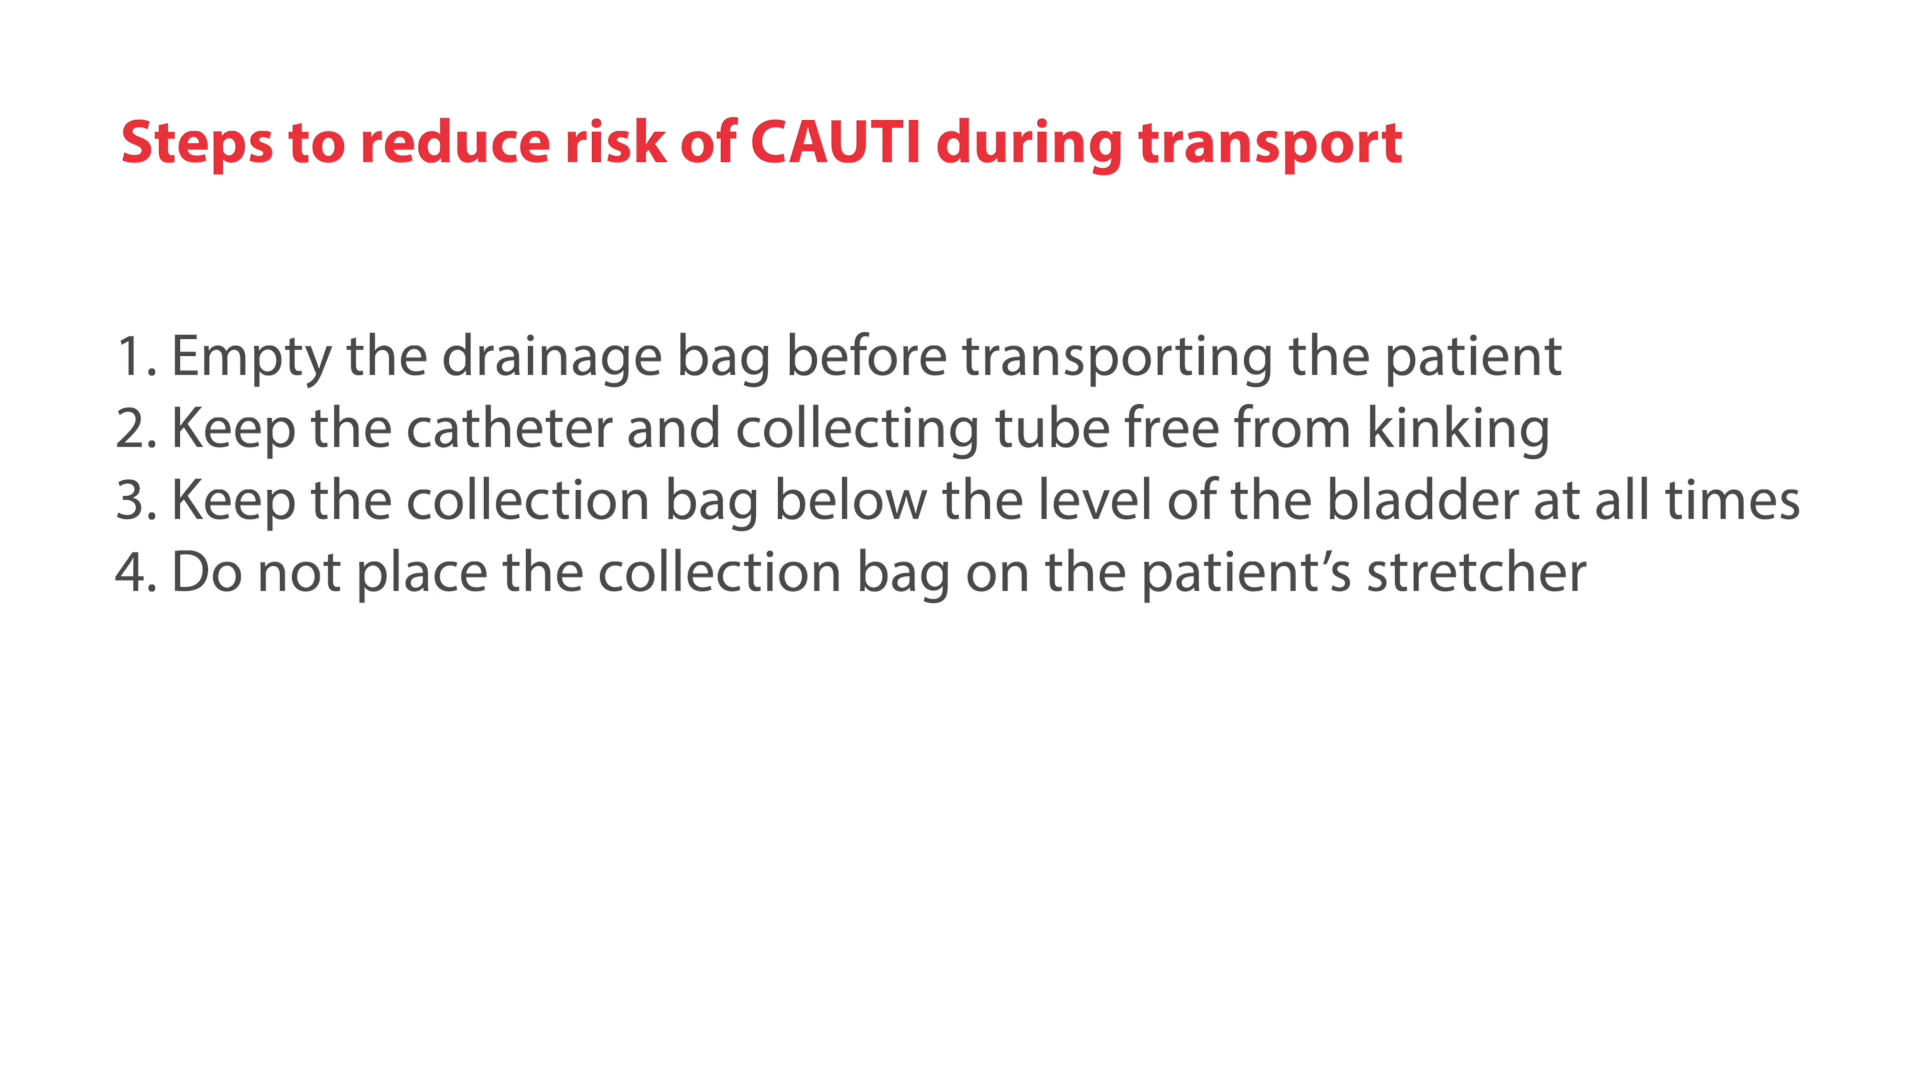 Steps to reduce risk of CAUTI during transport
1. Empty the drainage bag before transporting the patient
2. Keep the catheter and collecting tube free from kinking
3. Keep the collection bag below the level of the bladder at all times
4. Do not place the collection bag on the patient’s stretcher